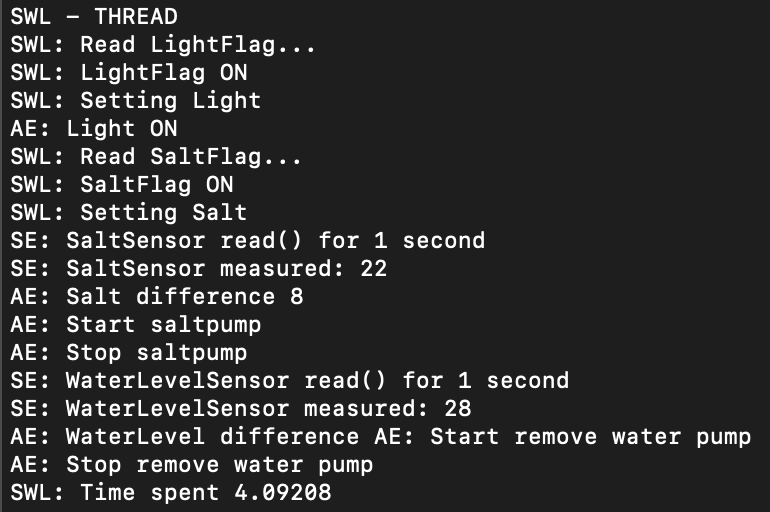 SWL - THREAD
SWL: Read LightFlag...
SWL: LightFlag ON
SWL: Setting Light
AE: Light ON
SWL: Read SaltFlag...
SWL: SaltFlag ON
SWL: Setting Salt
SE: SaltSensor read() for 1 second
SE: SaltSensor measured: 22
AE: Salt difference 8
AE: Start saltpump
AE: Stop saltpump
SE: WaterLevelSensor read() for 1 second
SE: WaterLevelSensor measured: 28
AE: WaterLevel difference AE: Start remove water pump
AE: Stop remove water pump
SWL: Time spent 4.09208